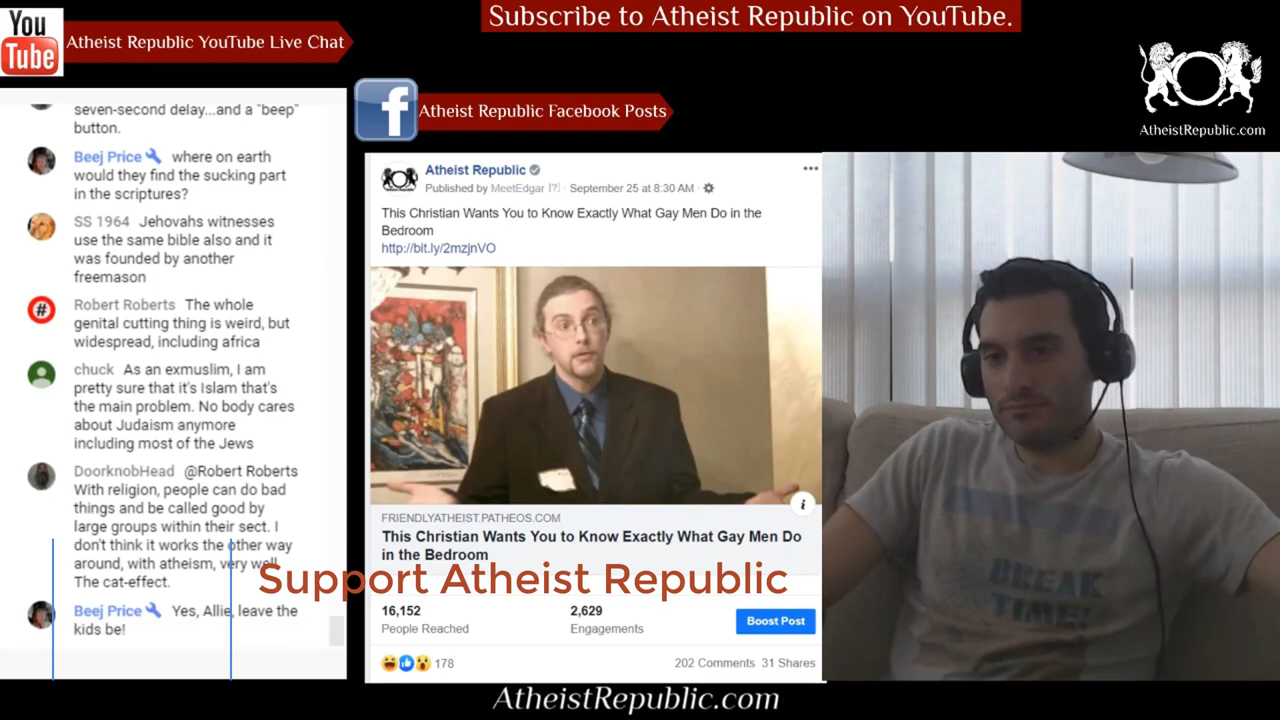 Subscribe to Atheist Republic on YouTube.
You
Tube
Atheist Republic YouTube Live Chat
AtheistRepublic.com
f
Atheist Republic Facebook Posts
seven-second delay...and a "beep"
button.
Beej Price where on earth
would they find the sucking part
in the scriptures?
SS 1964 Jehovahs witnesses
use the same bible also and it
was founded by another
freemason
#
Robert Roberts The whole
genital cutting thing is weird, but
widespread, including africa
chuck As an exmuslim, I am
pretty sure that it's Islam that's
the main problem. No body cares
about Judaism anymore
including most of the Jews
DoorknobHead @Robert Roberts
With religion, people can do bad
things and be called good by
large groups within their sect. I
don't think it works the other way
around, with atheism, very well.
The cat-effect.
Beej Price Yes, Allie, leave the
kids be!
Atheist Republic
Published by MeetEdgar [?] · September 25 at 8:30 AM ·
This Christian Wants You to Know Exactly What Gay Men Do in the
Bedroom
http://bit.ly/2mzjnVO
i
FRIENDLYATHEIST.PATHEOS.COM
This Christian Wants You to Know Exactly What Gay Men Do
in the Bedroom
Support Atheist Republic
16,152
People Reached
2,629
Engagements
Boost Post
178
202 Comments 31 Shares
BREAK
TIME!
AtheistRepublic.com